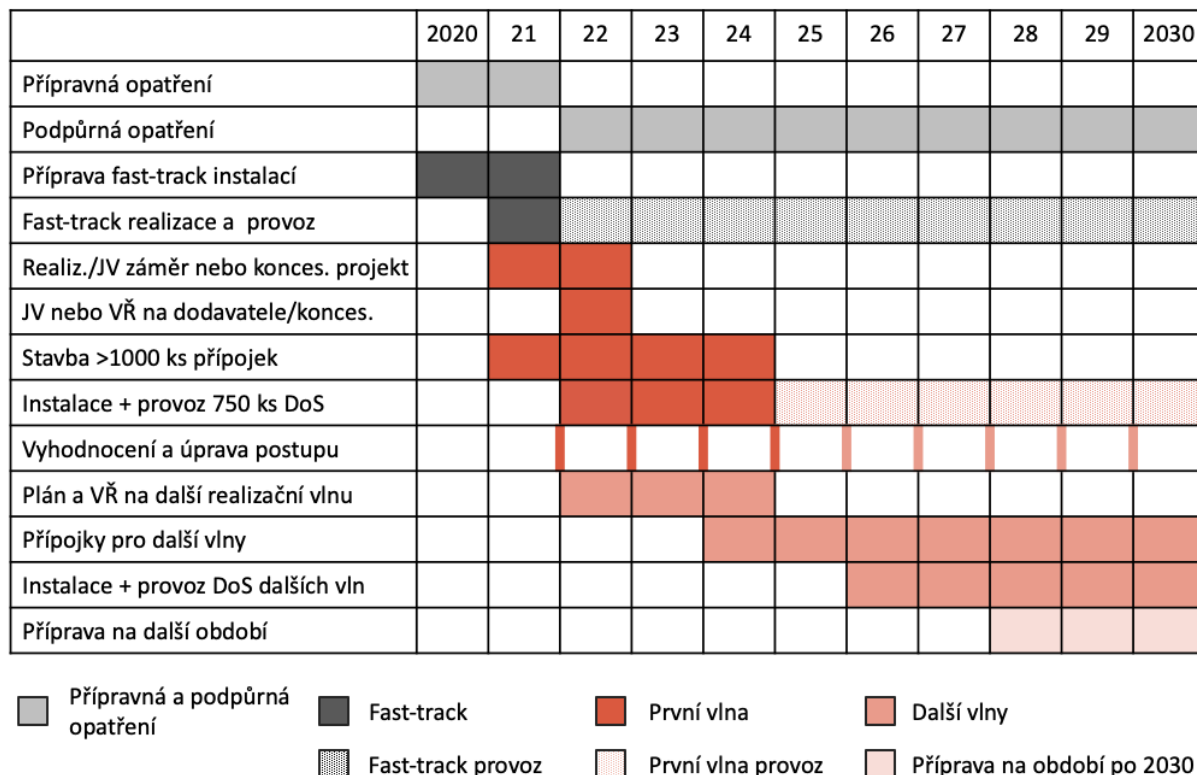 2020 21 22 23 24 25 26 27 28 29 2030
Přípravná opatření
Podpůrná opatření
Příprava fast-track instalací
Fast-track realizace a provoz
Realiz./JV záměr nebo konces. projekt
JV nebo VŘ na dodavatele/konces.
Stavba >1000 ks přípojek
Instalace + provoz 750 ks DoS
Vyhodnocení a úprava postupu
Plán a VŘ na další realizační vlnu
Přípojky pro další vlny
Instalace + provoz DoS dalších vln
Příprava na další období
Přípravná a podpůrná
opatření
Fast-track
První vlna
Další vlny
Fast-track provoz
První vlna provoz
Příprava na období po 2030